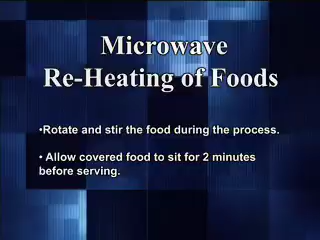 Microwave
Re-Heating of Foods
•Rotate and stir the food during the process.
• Allow covered food to sit for 2 minutes
before serving.